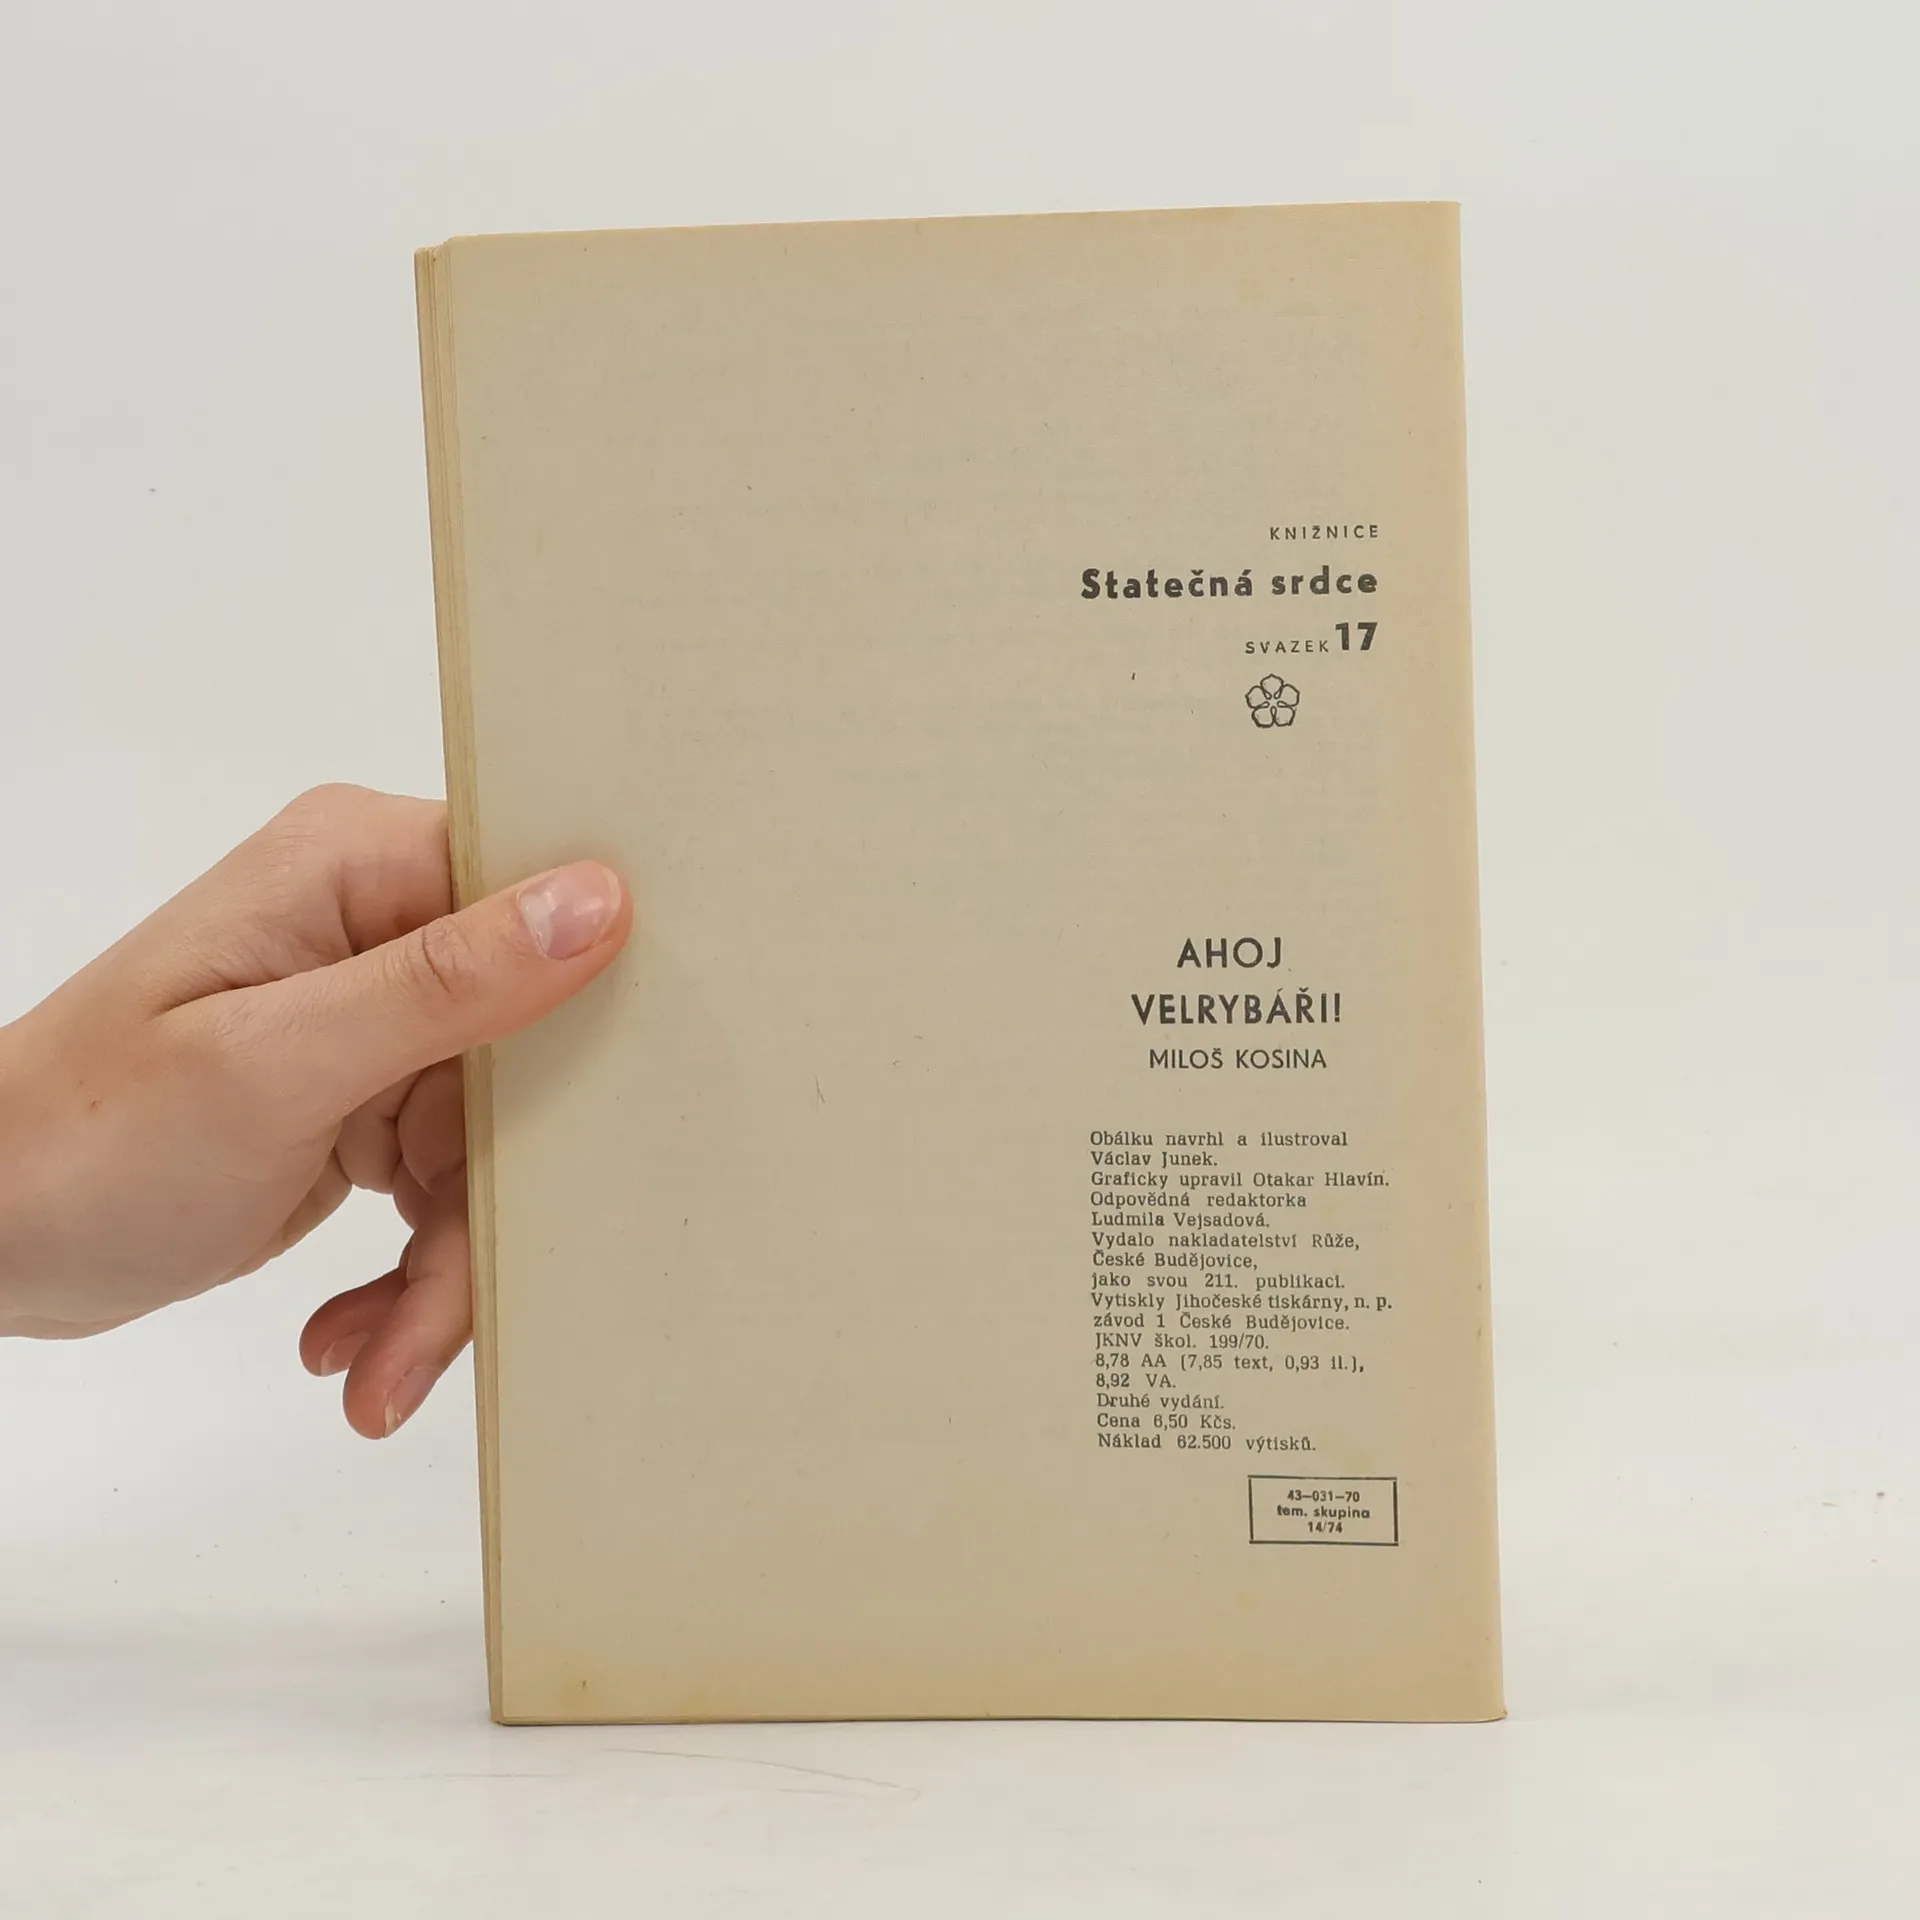 KNIŽNICE
Statečná srdce
SVAZEK 17
AHOJ
VELRYBÁŘI!
MILOŠ KOSINA
Obálku navrhl a ilustroval
Václav Junek.
Graficky upravil Otakar Hlavín.
Odpovědná redaktorka
Ludmila Vejsadová.
Vydalo nakladatelství Růže,
České Budějovice,
jako svou 211. publikaci.
Vytiskly Jihočeské tiskárny, n. p.
závod 1 České Budějovice.
JKNV škol. 199/70.
8,78 AA (7,85 text, 0,93 il.),
8,92 VA.
Druhé vydání.
Cena 6,50 Kčs.
Náklad 62.500 výtisků.
43—031—70
tem. skupina
14/74